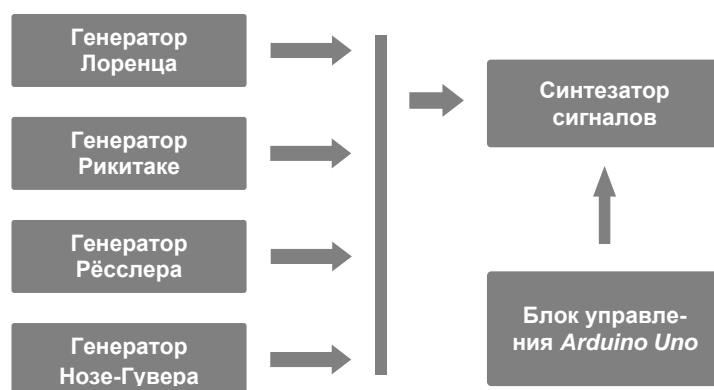 Генератор
Лоренца
Генератор
Рикитаке
Генератор
Рёсслера
Генератор
Нозе-Гувера
Синтезатор
сигналов
Блок управле-
ния Arduino Uno